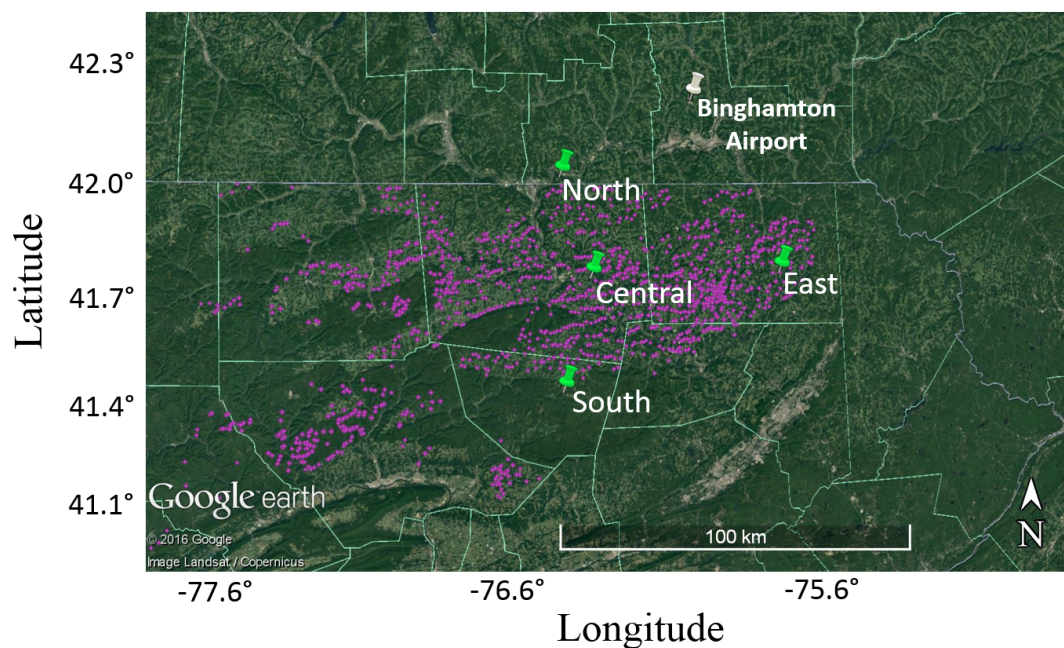 42.3°
Binghamton
Airport
42.0°
North
Latitude
41.7°
Central
East
41.4°
South
41.1°
Google earth
© 2016 Google
Image Landsat / Copernicus
100 km
N
-77.6°
-76.6°
-75.6°
Longitude